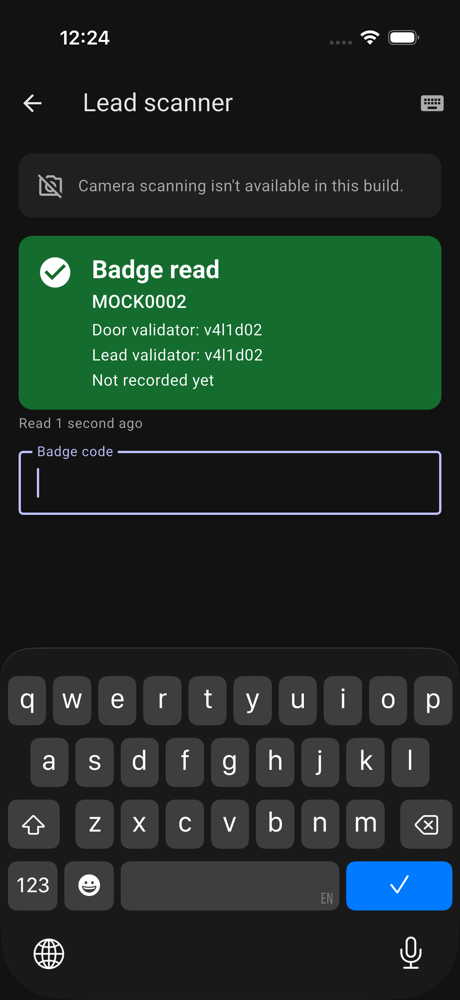 12:24
Lead scanner
Camera scanning isn't available in this build.
Badge read
MOCK0002
Door validator: v4l1d02
Lead validator: v4l1d02
Not recorded yet
Read 1 second ago
Badge code
q w e r t y u i o p
a s d f g h j k l
z x c v b n m
123
EN